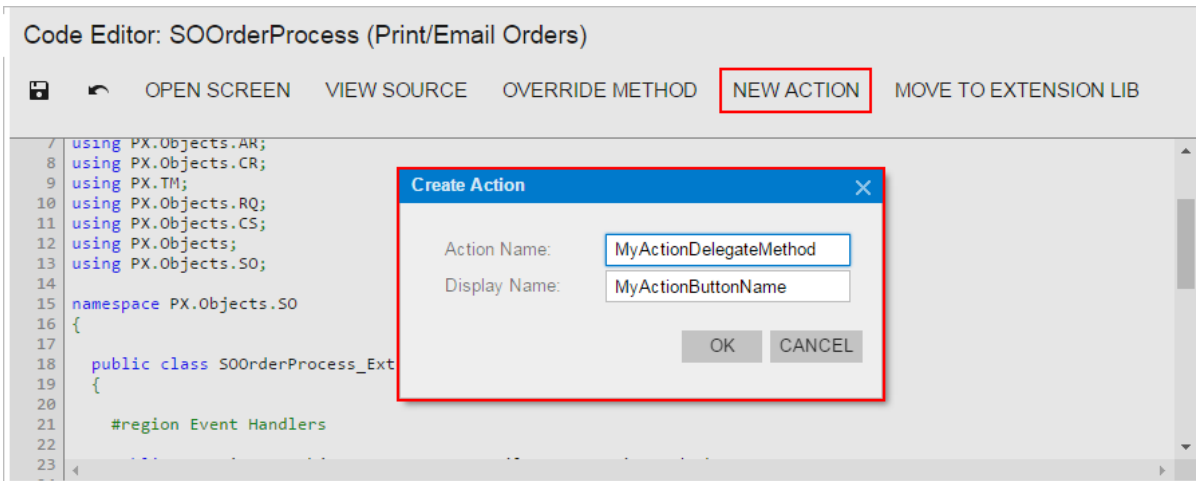 Code Editor: SOOrderProcess (Print/Email Orders)
OPEN SCREEN VIEW SOURCE OVERRIDE METHOD NEW ACTION MOVE TO EXTENSION LIB
7 using PX.Objects.AR;
8 using PX.Objects.CR;
9 using PX.TM;
10 using PX.Objects.RQ;
11 using PX.Objects.CS;
12 using PX.Objects;
13 using PX.Objects.SO;
14
15 namespace PX.Objects.SO
16 {
17
18 public class SOOrderProcess_Ext
19 {
20
21 #region Event Handlers
22
23
Create Action
Action Name: MyActionDelegateMethod
Display Name: MyActionButtonName
OK CANCEL